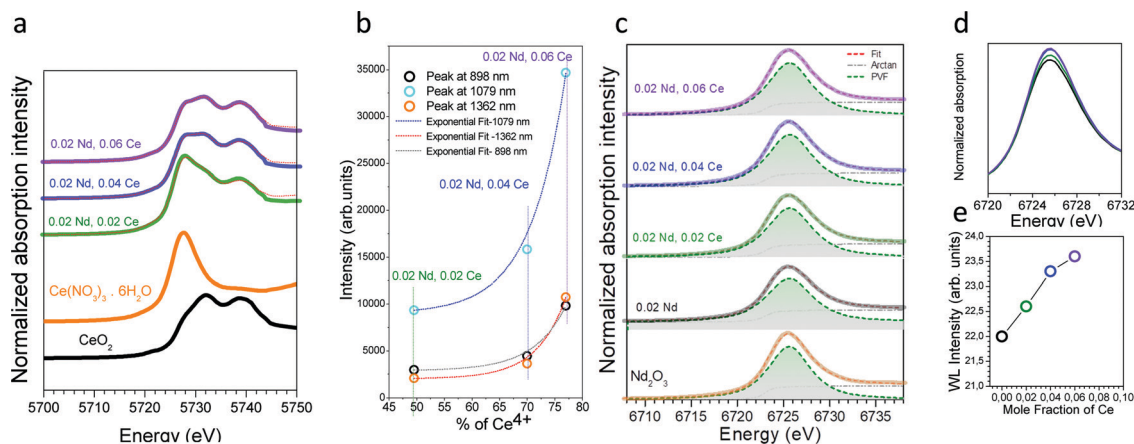 a
Normalized absorption intensity
0.02 Nd, 0.06 Ce
0.02 Nd, 0.04 Ce
0.02 Nd, 0.02 Ce
Ce(NO₃)₃ . 6H₂O
CeO₂
5700 5710 5720 5730 5740 5750
Energy (eV)
b
Intensity (arb.units)
35000
30000
25000
20000
15000
10000
5000
0
0.02 Nd, 0.06 Ce
Peak at 898 nm
Peak at 1079 nm
Peak at 1362 nm
Exponential Fit-1079 nm
Exponential Fit -1362 nm
Exponential Fit- 898 nm
0.02 Nd, 0.04 Ce
0.02 Nd, 0.02 Ce
45 50 55 60 65 70 75 80
% of Ce⁴⁺
c
Normalized absorption intensity
Fit
Arctan
PVF
0.02 Nd, 0.06 Ce
0.02 Nd, 0.04 Ce
0.02 Nd, 0.02 Ce
0.02 Nd
Nd₂O₃
6710 6715 6720 6725 6730 6735
Energy (eV)
d
Normalized absorption
6720 6724 6728 6732
Energy (eV)
e
WL Intensity (arb. units)
24,0
23,5
23,0
22,5
22,0
21,5
21,0
0,00 0,02 0,04 0,06 0,08 0,10
Mole Fraction of Ce